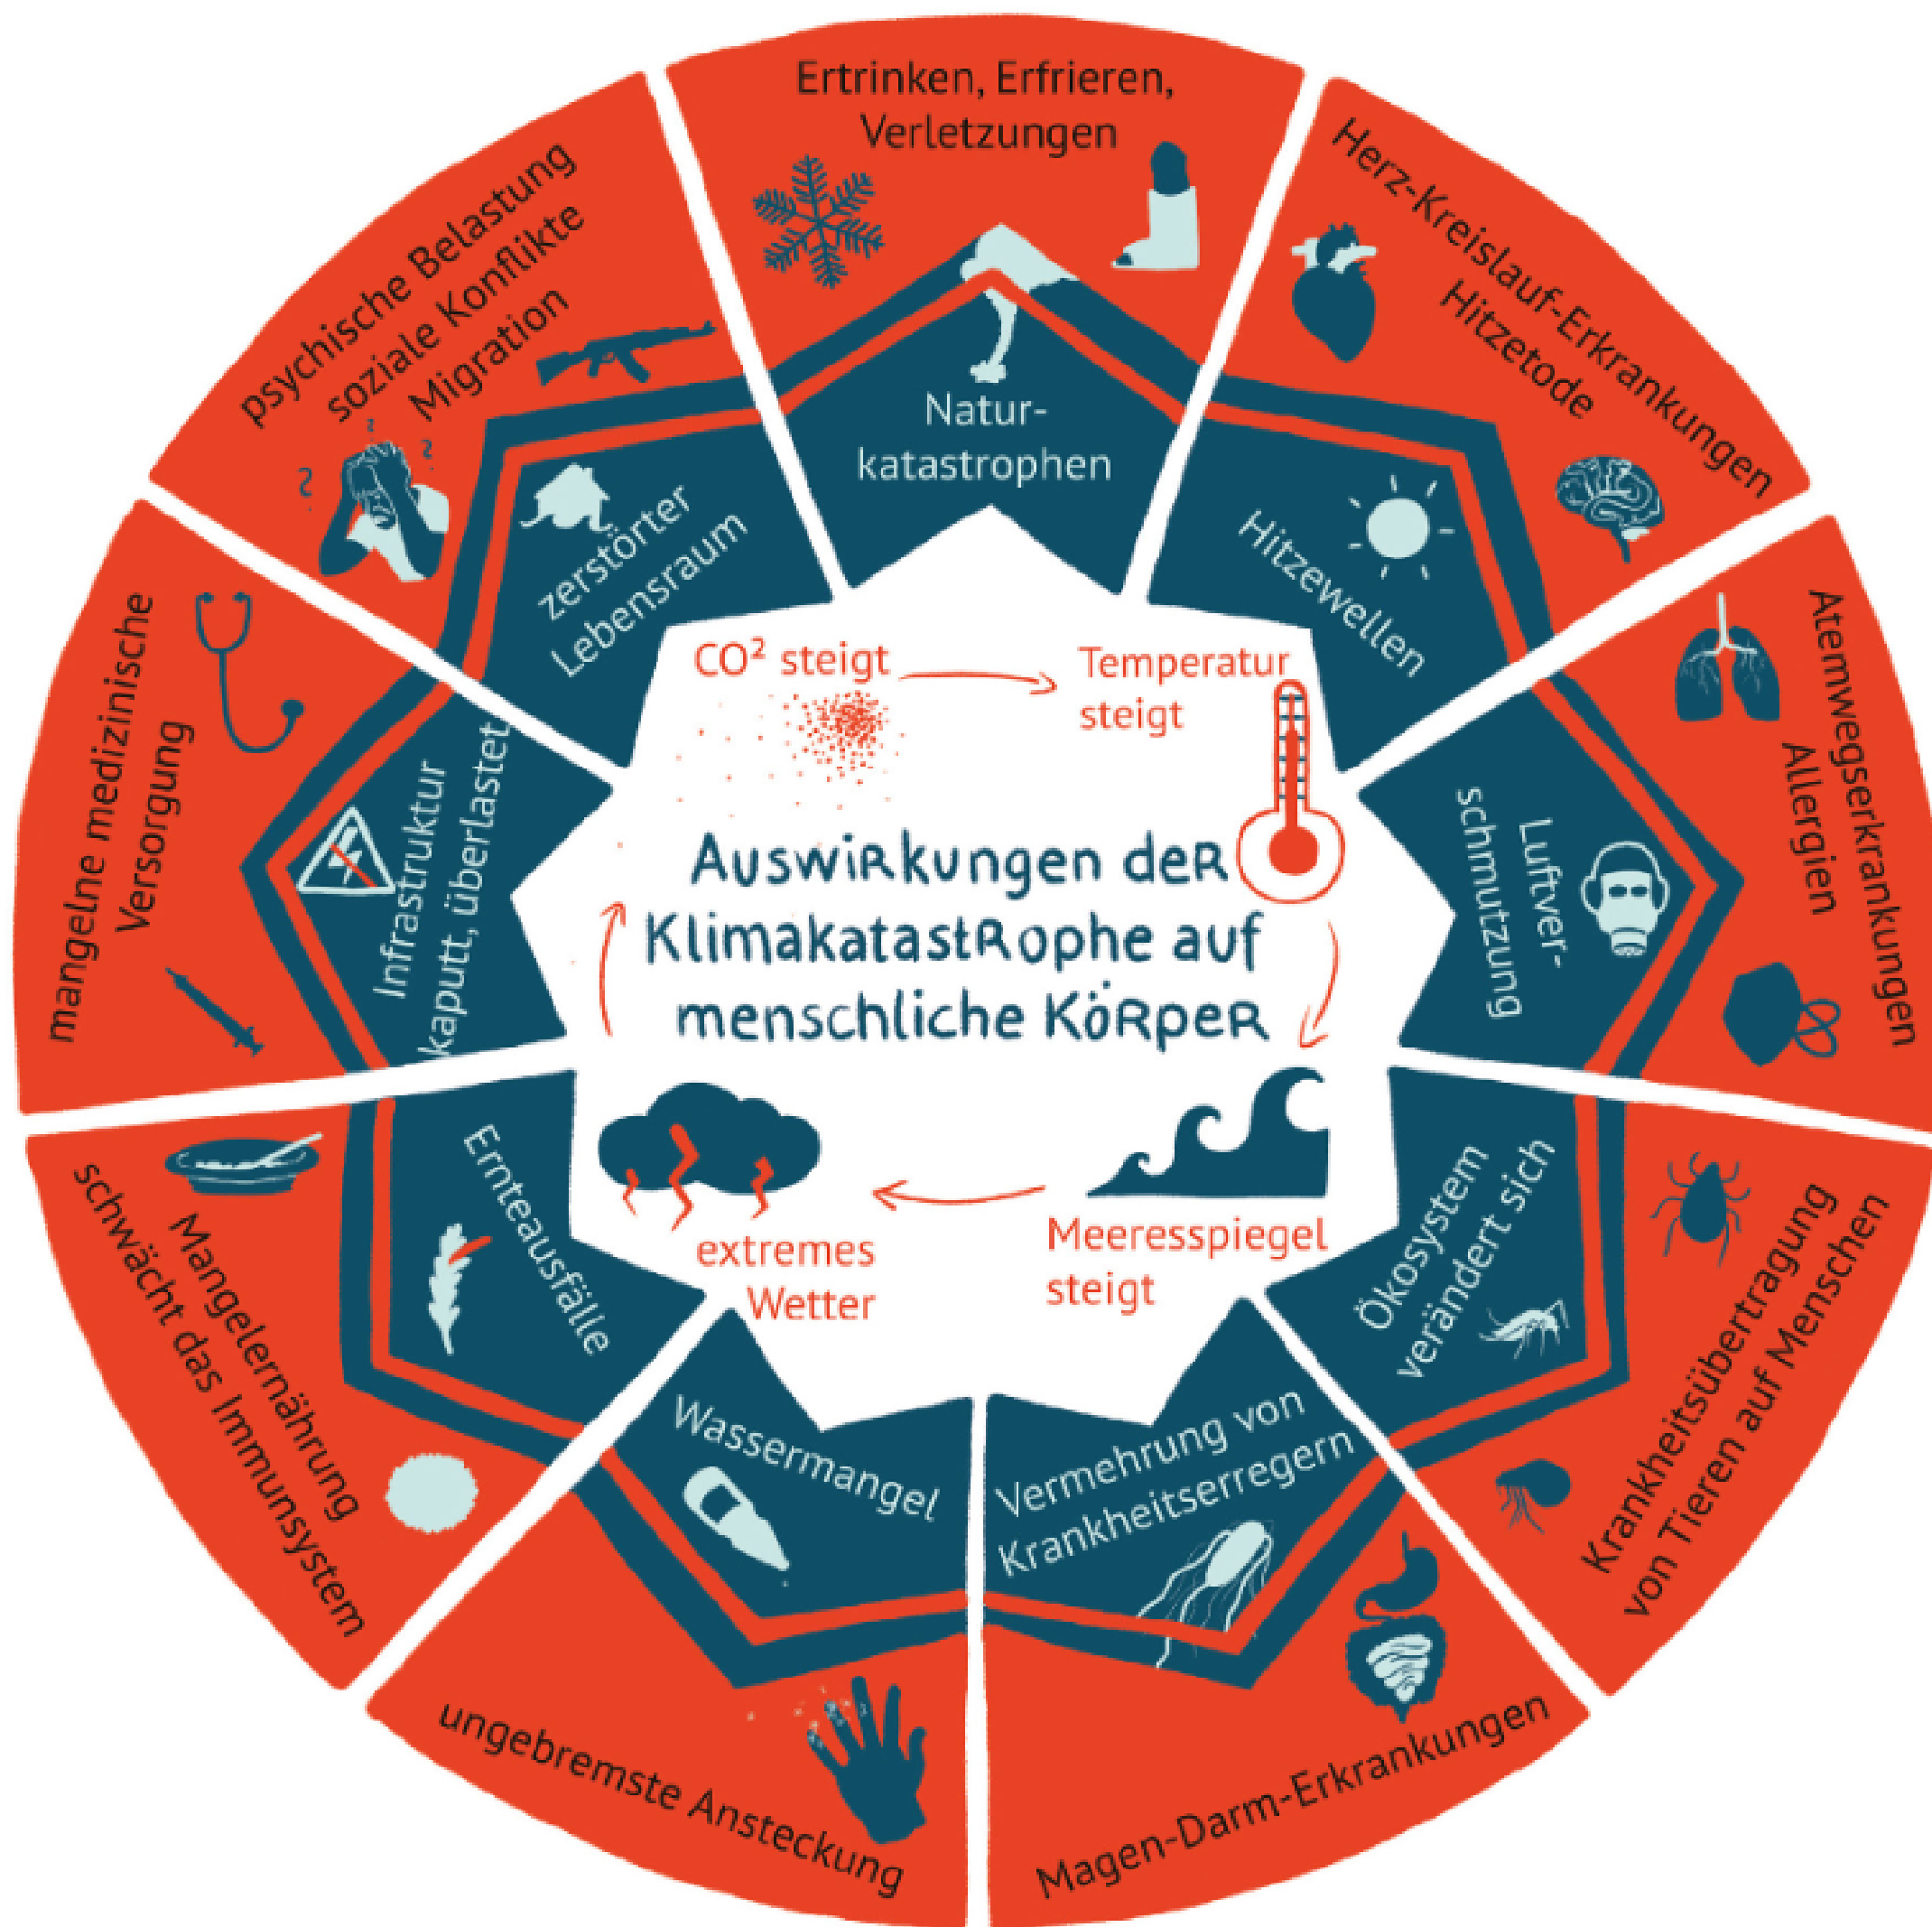 Auswirkungen der
Klimakatastrophe auf
menschliche Körper
CO² steigt
Temperatur
steigt
Meeresspiegel
steigt
extremes
Wetter
Ertrinken, Erfrieren,
Verletzungen
Natur-
katastrophen
Herz-Kreislauf-Erkrankungen
Hitzetode
Hitzewellen
Atemwegserkrankungen
Allergien
Luftver-
schmutzung
Krankheitsübertragung
von Tieren auf Menschen
Ökosystem
verändert sich
Magen-Darm-Erkrankungen
Vermehrung von
Krankheitserregern
ungebremste Ansteckung
Wassermangel
Mangelernährung
schwächt das Immunsystem
Ernteausfälle
mangelne medizinische
Versorgung
Infrastruktur
kaputt, überlastet
psychische Belastung
soziale Konflikte
Migration
? ? ?
zerstörter
Lebensraum